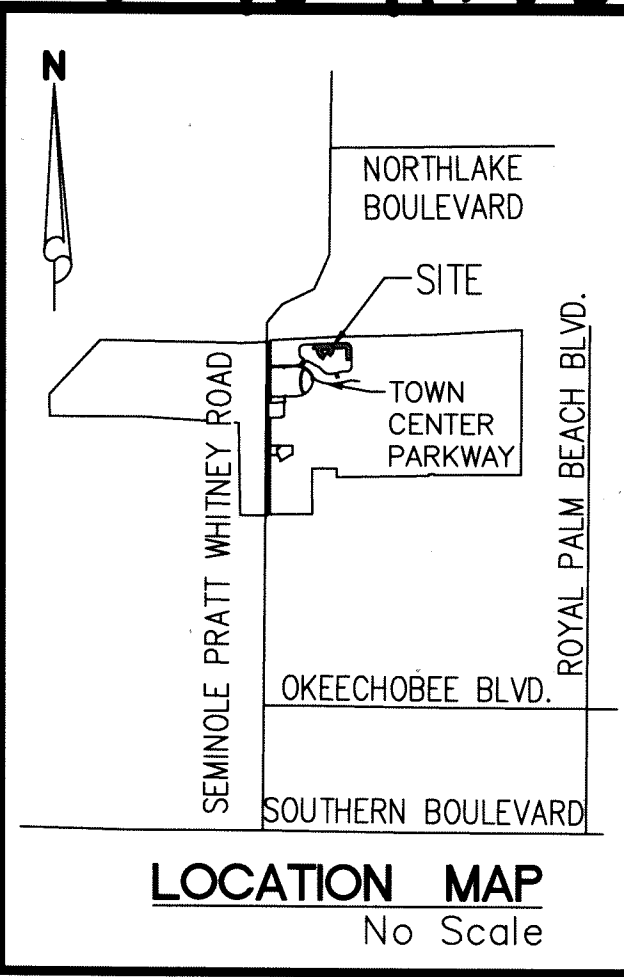 N
NORTHLAKE
BOULEVARD
SITE
TOWN
CENTER
PARKWAY
SEMINOLE PRATT WHITNEY ROAD
ROYAL PALM BEACH BLVD.
OKEECHOBEE BLVD.
SOUTHERN BOULEVARD
LOCATION MAP
No Scale